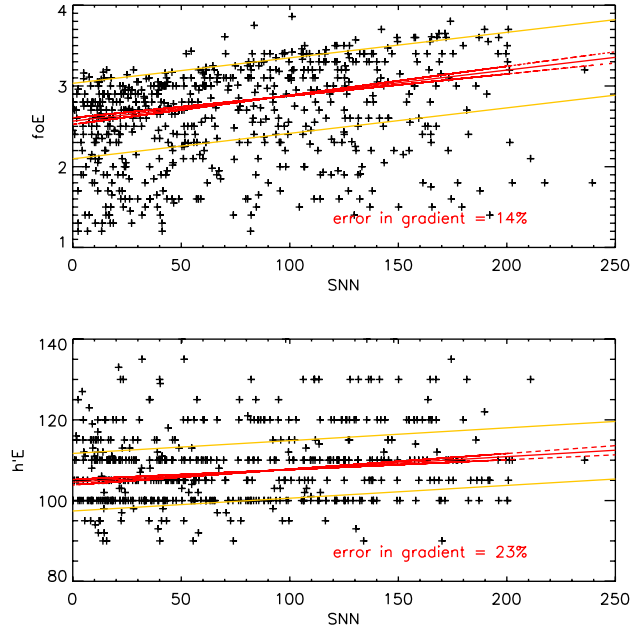 4
3
2
1
foE
error in gradient = 14%
0 50 100 150 200 250
SNN
140
120
100
80
h'E
error in gradient = 23%
0 50 100 150 200 250
SNN